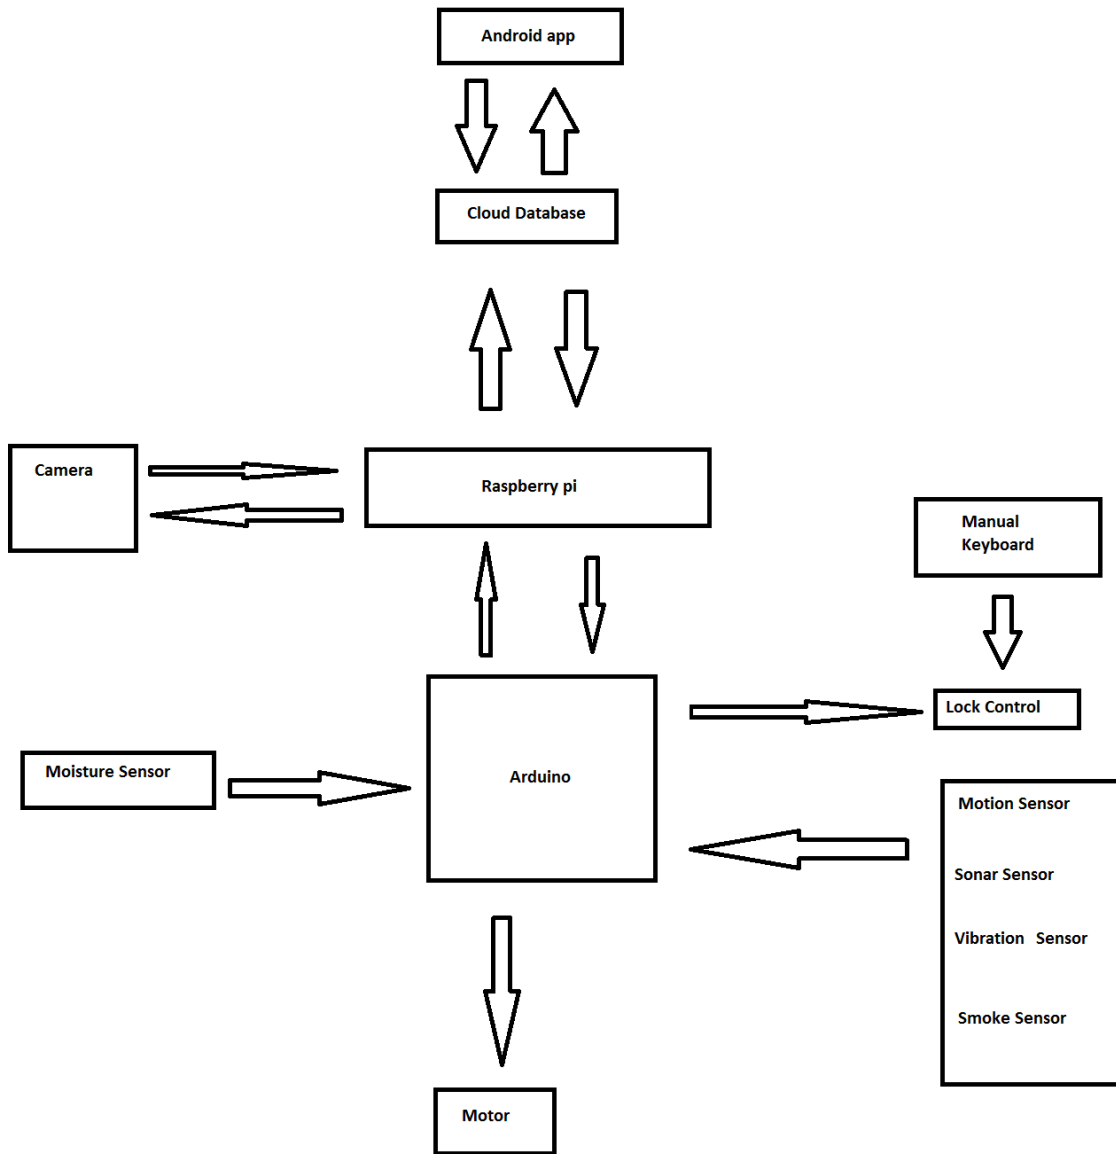 Android app
Cloud Database
Camera
Raspberry pi
Manual
Keyboard
Lock Control
Moisture Sensor
Arduino
Motion Sensor
Sonar Sensor
Vibration Sensor
Smoke Sensor
Motor